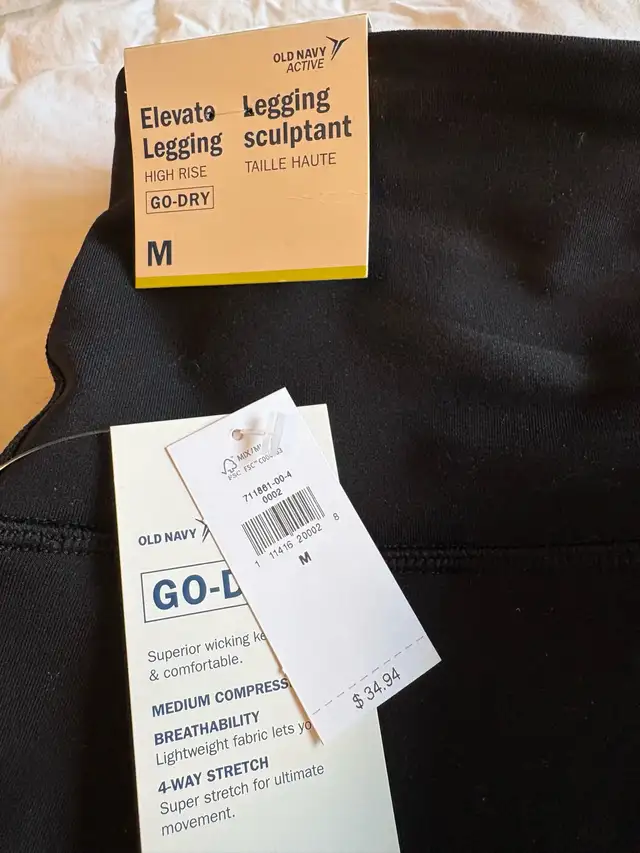 OLD NAVY
ACTIVE
Elevate
Legging
HIGH RISE
GO-DRY
Legging
sculptant
TAILLE HAUTE
M
OLD NAVY
GO-D
Superior wicking ke
& comfortable.
MEDIUM COMPRESS
BREATHABILITY
Lightweight fabric lets yo
4-WAY STRETCH
Super stretch for ultimate
movement.
FSC
711861-00-4
0002
1 11416 20002 8
M
$ 34.94